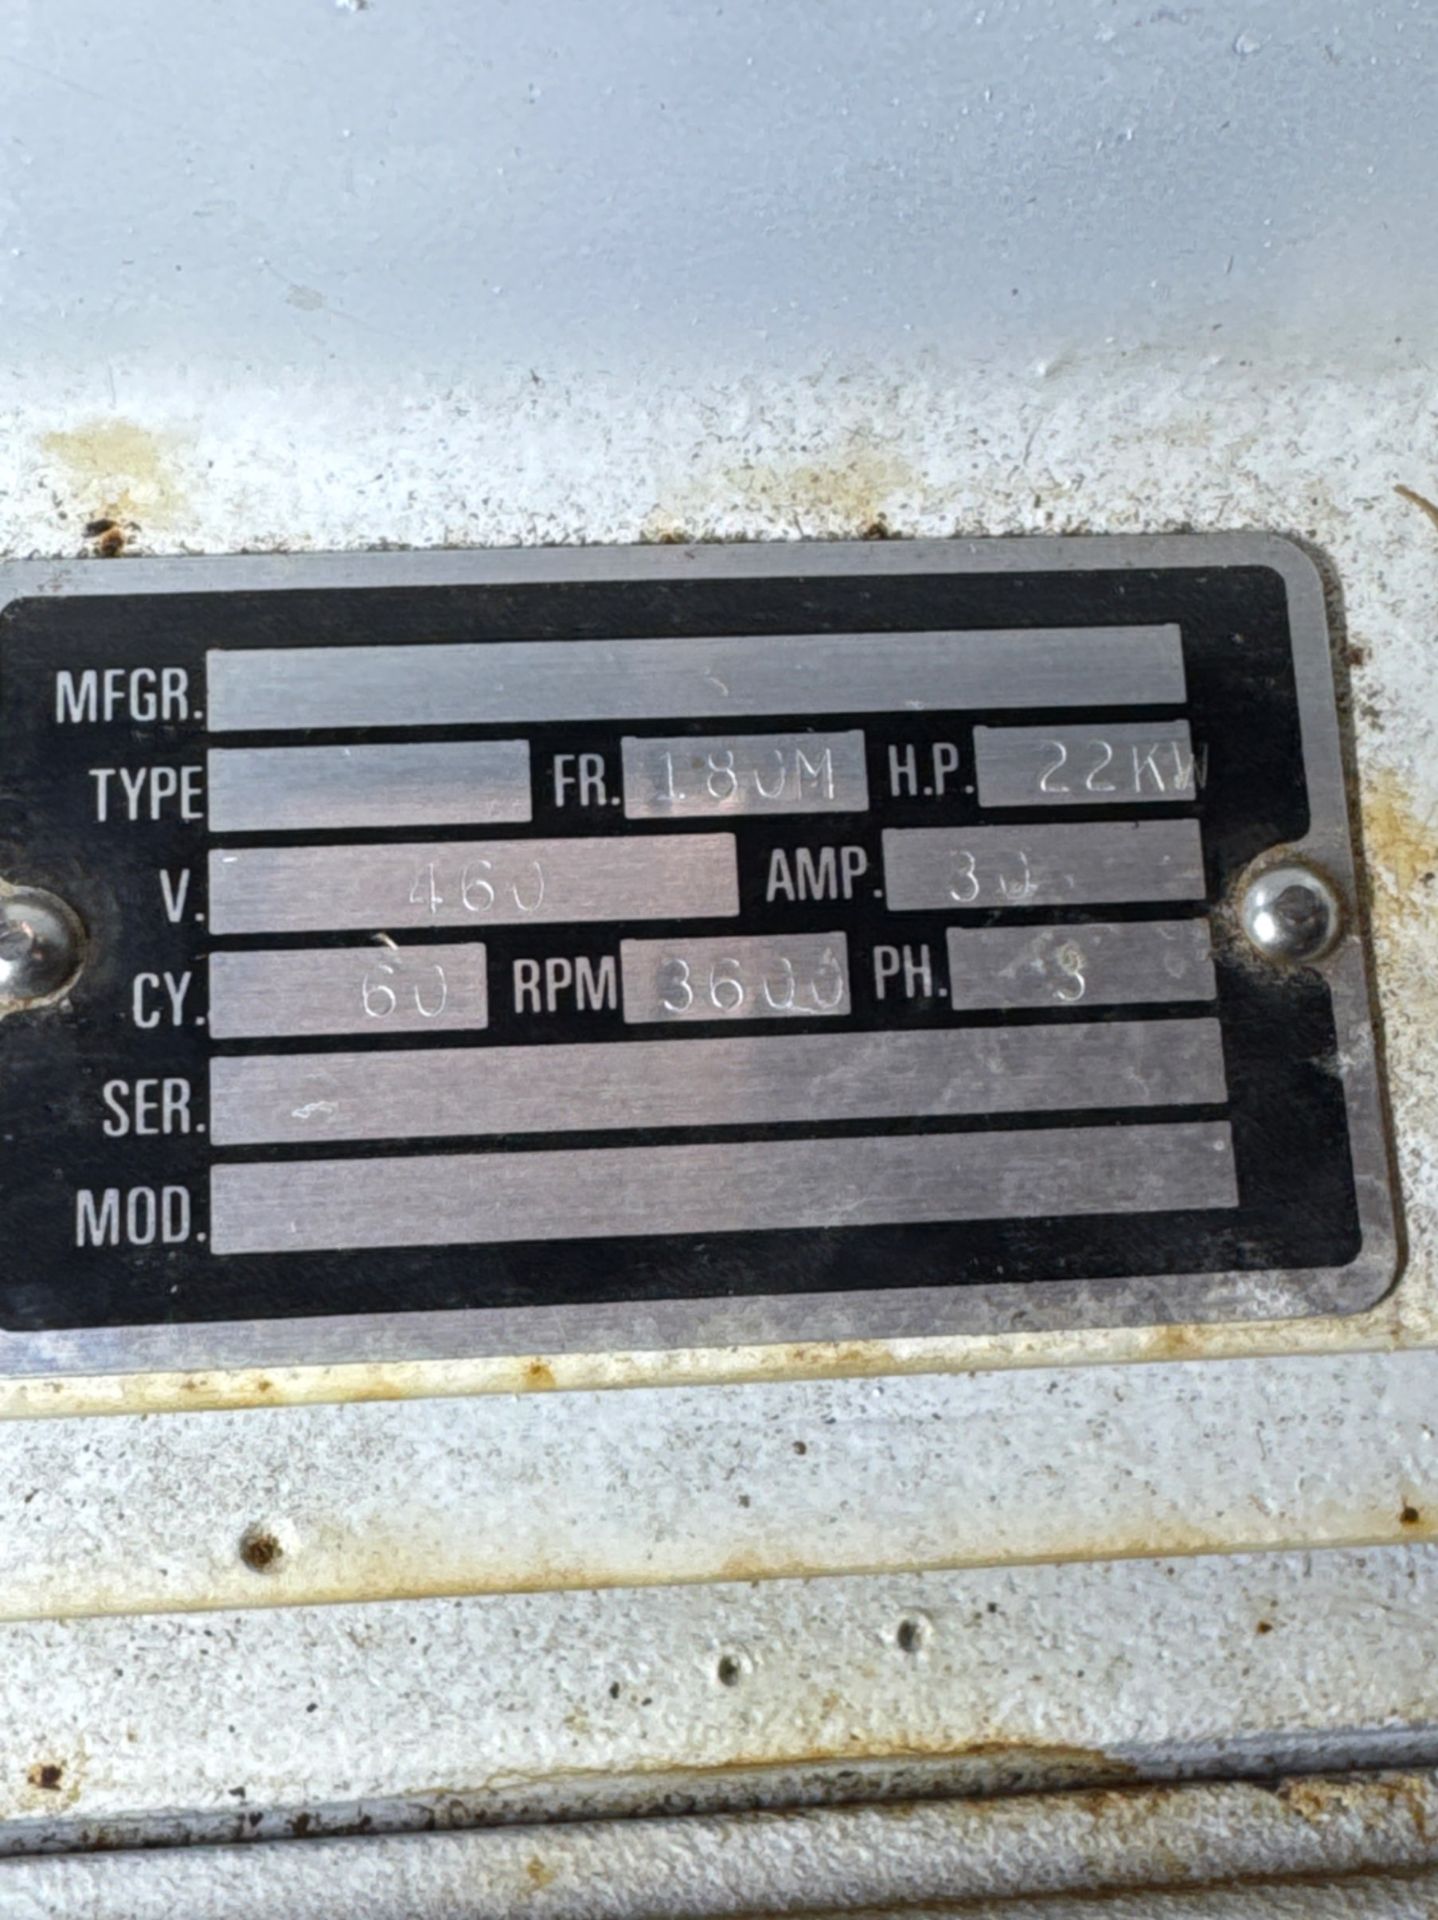 MFGR.
TYPE FR. 180M H.P. 22KW
V. 460 AMP. 30
CY. 60 RPM 3600 PH. 3
SER.
MOD.